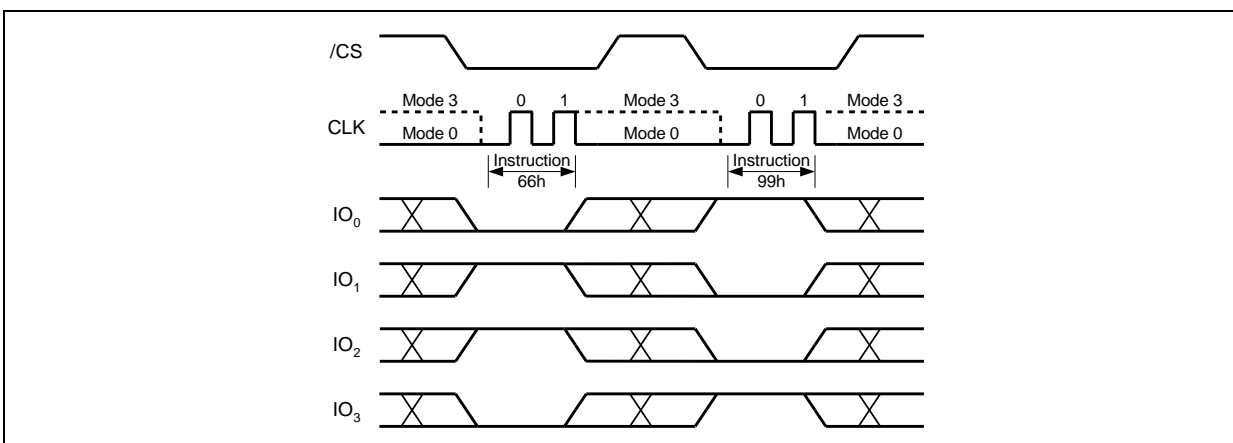 /CS
Mode 3 0 1 Mode 3 0 1 Mode 3
CLK
Mode 0 Mode 0 Mode 0
Instruction Instruction
66h 99h
IO0
IO1
IO2
IO3